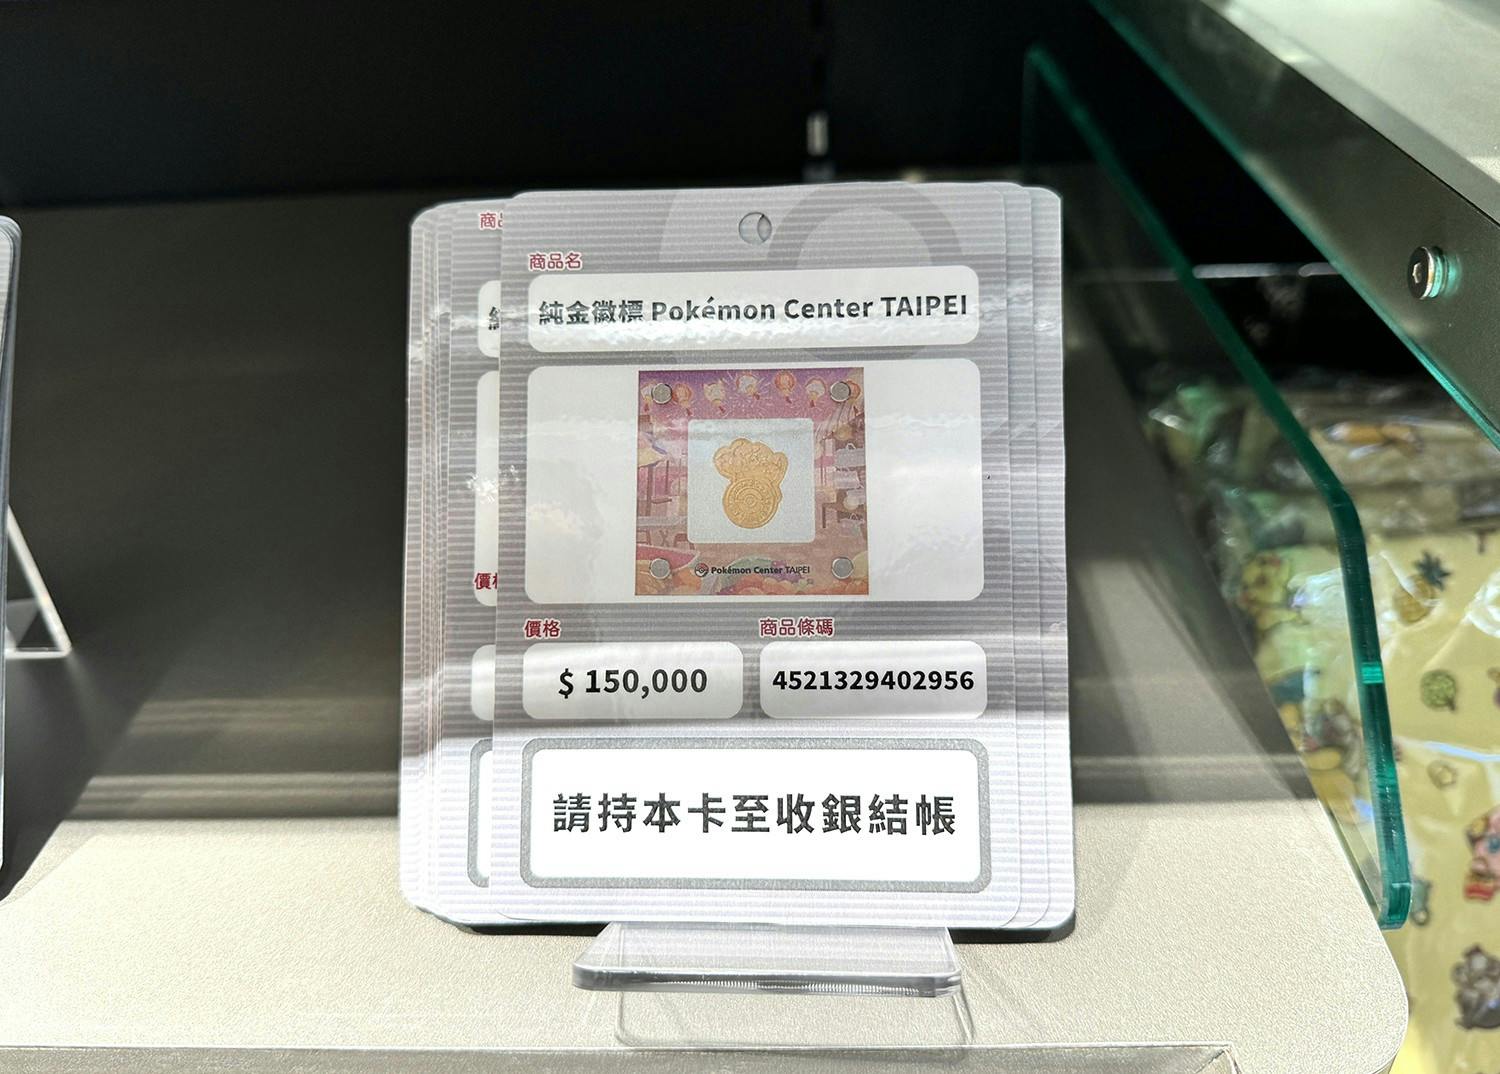 商品名
純金徽標 Pokémon Center TAIPEI
Pokémon Center TAIPEI
價格
商品條碼
$ 150,000
4521329402956
請持本卡至收銀結帳